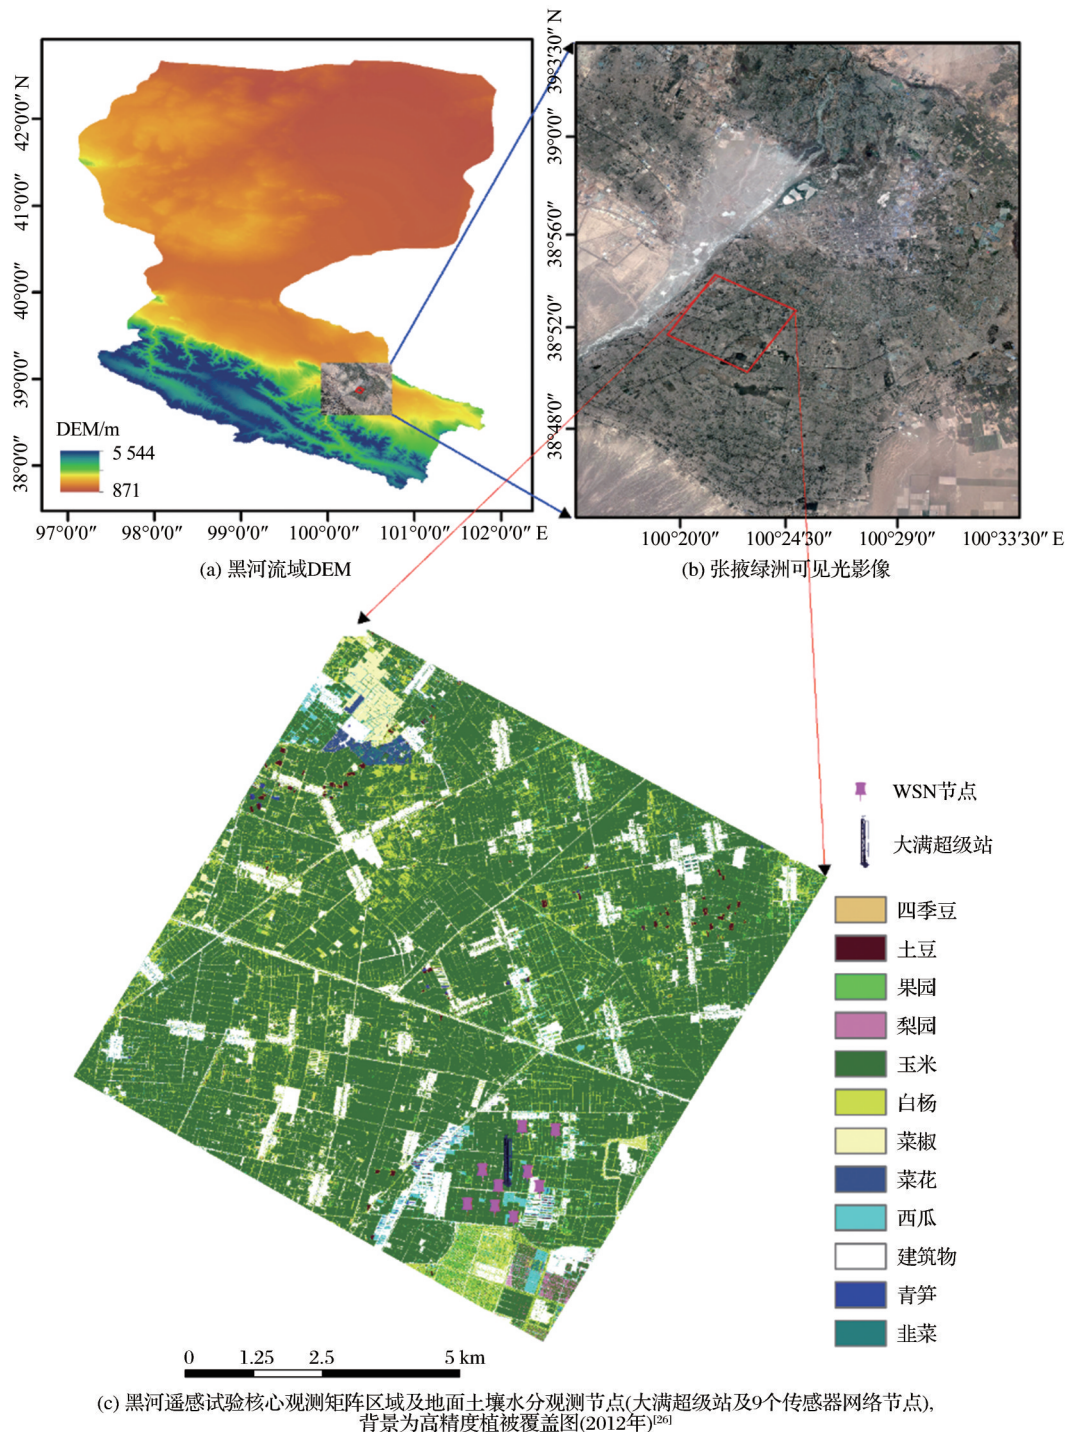 42°0′0″ N
41°0′0″
40°0′0″
39°0′0″
38°0′0″
DEM/m
5 544
871
97°0′0″ 98°0′0″ 99°0′0″ 100°0′0″ 101°0′0″ 102°0′0″ E
(a) 黑河流域DEM
39°3′30″ N
39°0′0″
38°56′0″
38°52′0″
38°48′0″
100°20′0″ 100°24′30″ 100°29′0″ 100°33′30″ E
(b) 张掖绿洲可见光影像
WSN节点
大满超级站
四季豆
土豆
果园
梨园
玉米
白杨
菜椒
菜花
西瓜
建筑物
青笋
韭菜
0 1.25 2.5 5 km
(c) 黑河遥感试验核心观测矩阵区域及地面土壤水分观测节点(大满超级站及9个传感器网络节点),
背景为高精度植被覆盖图(2012年)[26]